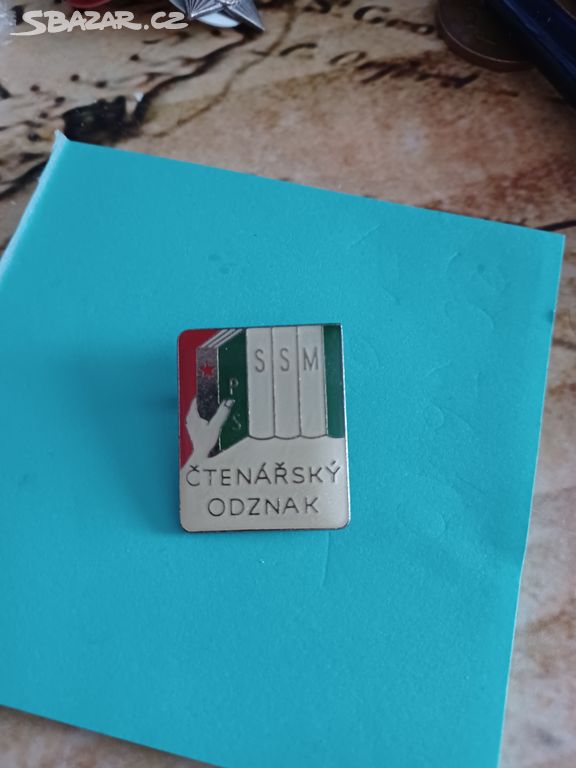 SBAZAR.CZ
SSM
PS
ČTENÁŘSKÝ
ODZNAK